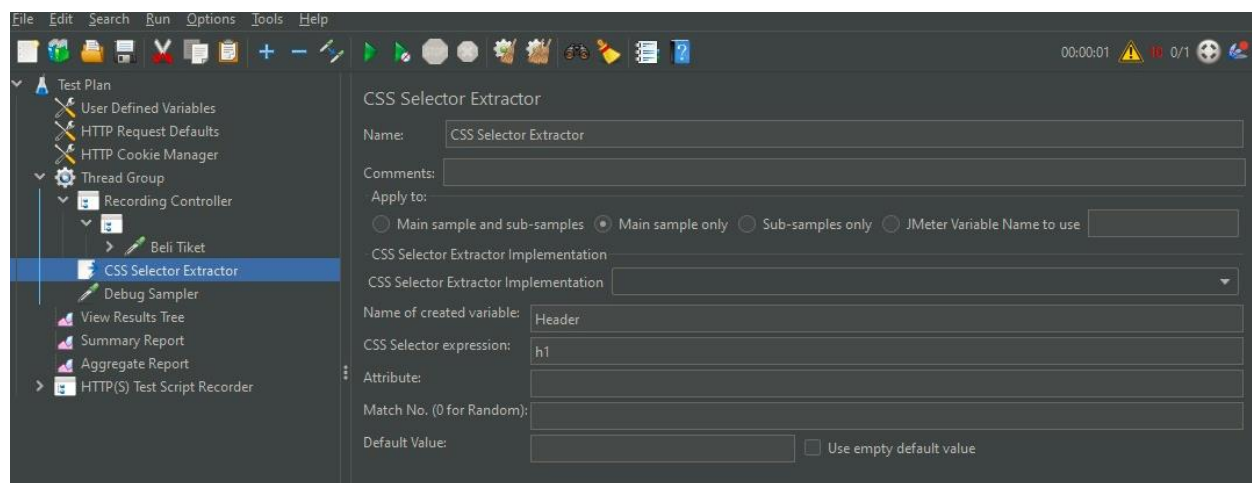 File Edit Search Run Options Tools Help
00:00:01 0/1
Test Plan
User Defined Variables
HTTP Request Defaults
HTTP Cookie Manager
Thread Group
Recording Controller
Beli Tiket
CSS Selector Extractor
Debug Sampler
View Results Tree
Summary Report
Aggregate Report
HTTP(S) Test Script Recorder
CSS Selector Extractor
Name: CSS Selector Extractor
Comments:
Apply to:
Main sample and sub-samples Main sample only Sub-samples only JMeter Variable Name to use
CSS Selector Extractor Implementation
CSS Selector Extractor Implementation
Name of created variable: Header
CSS Selector expression: h1
Attribute:
Match No. (0 for Random):
Default Value: Use empty default value